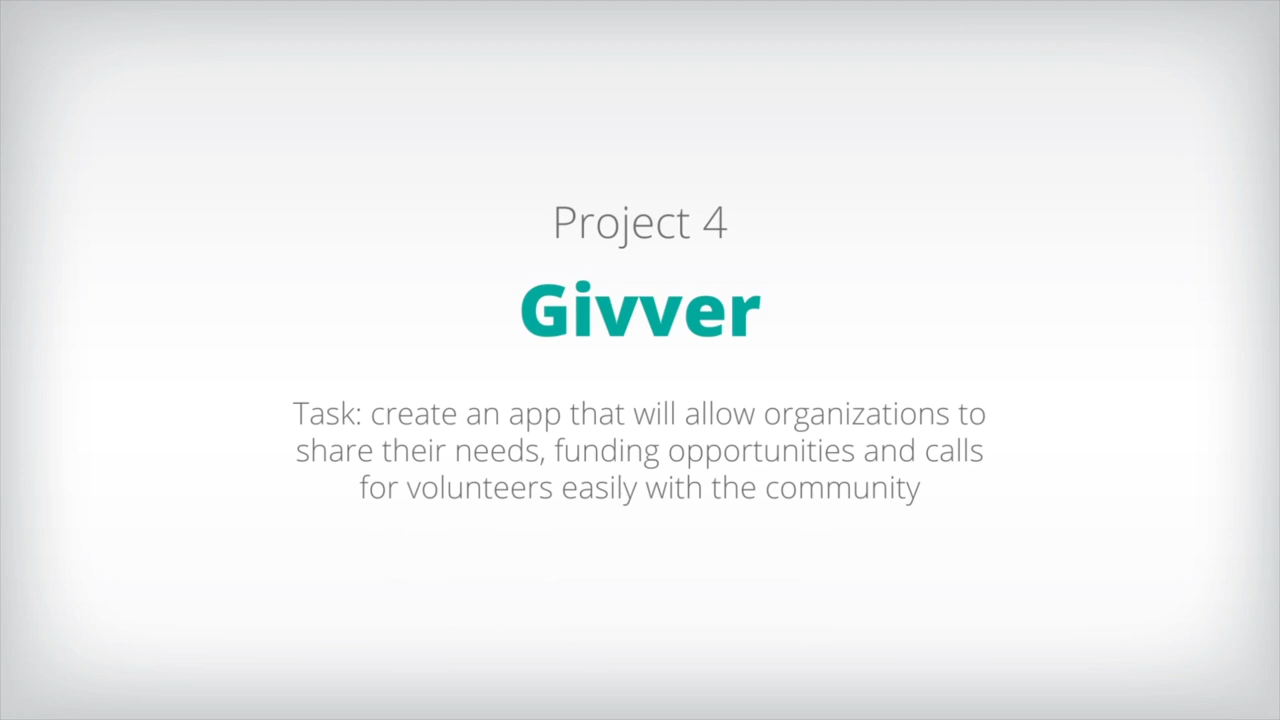 Project 4
Givver
Task: create an app that will allow organizations to
share their needs, funding opportunities and calls
for volunteers easily with the community